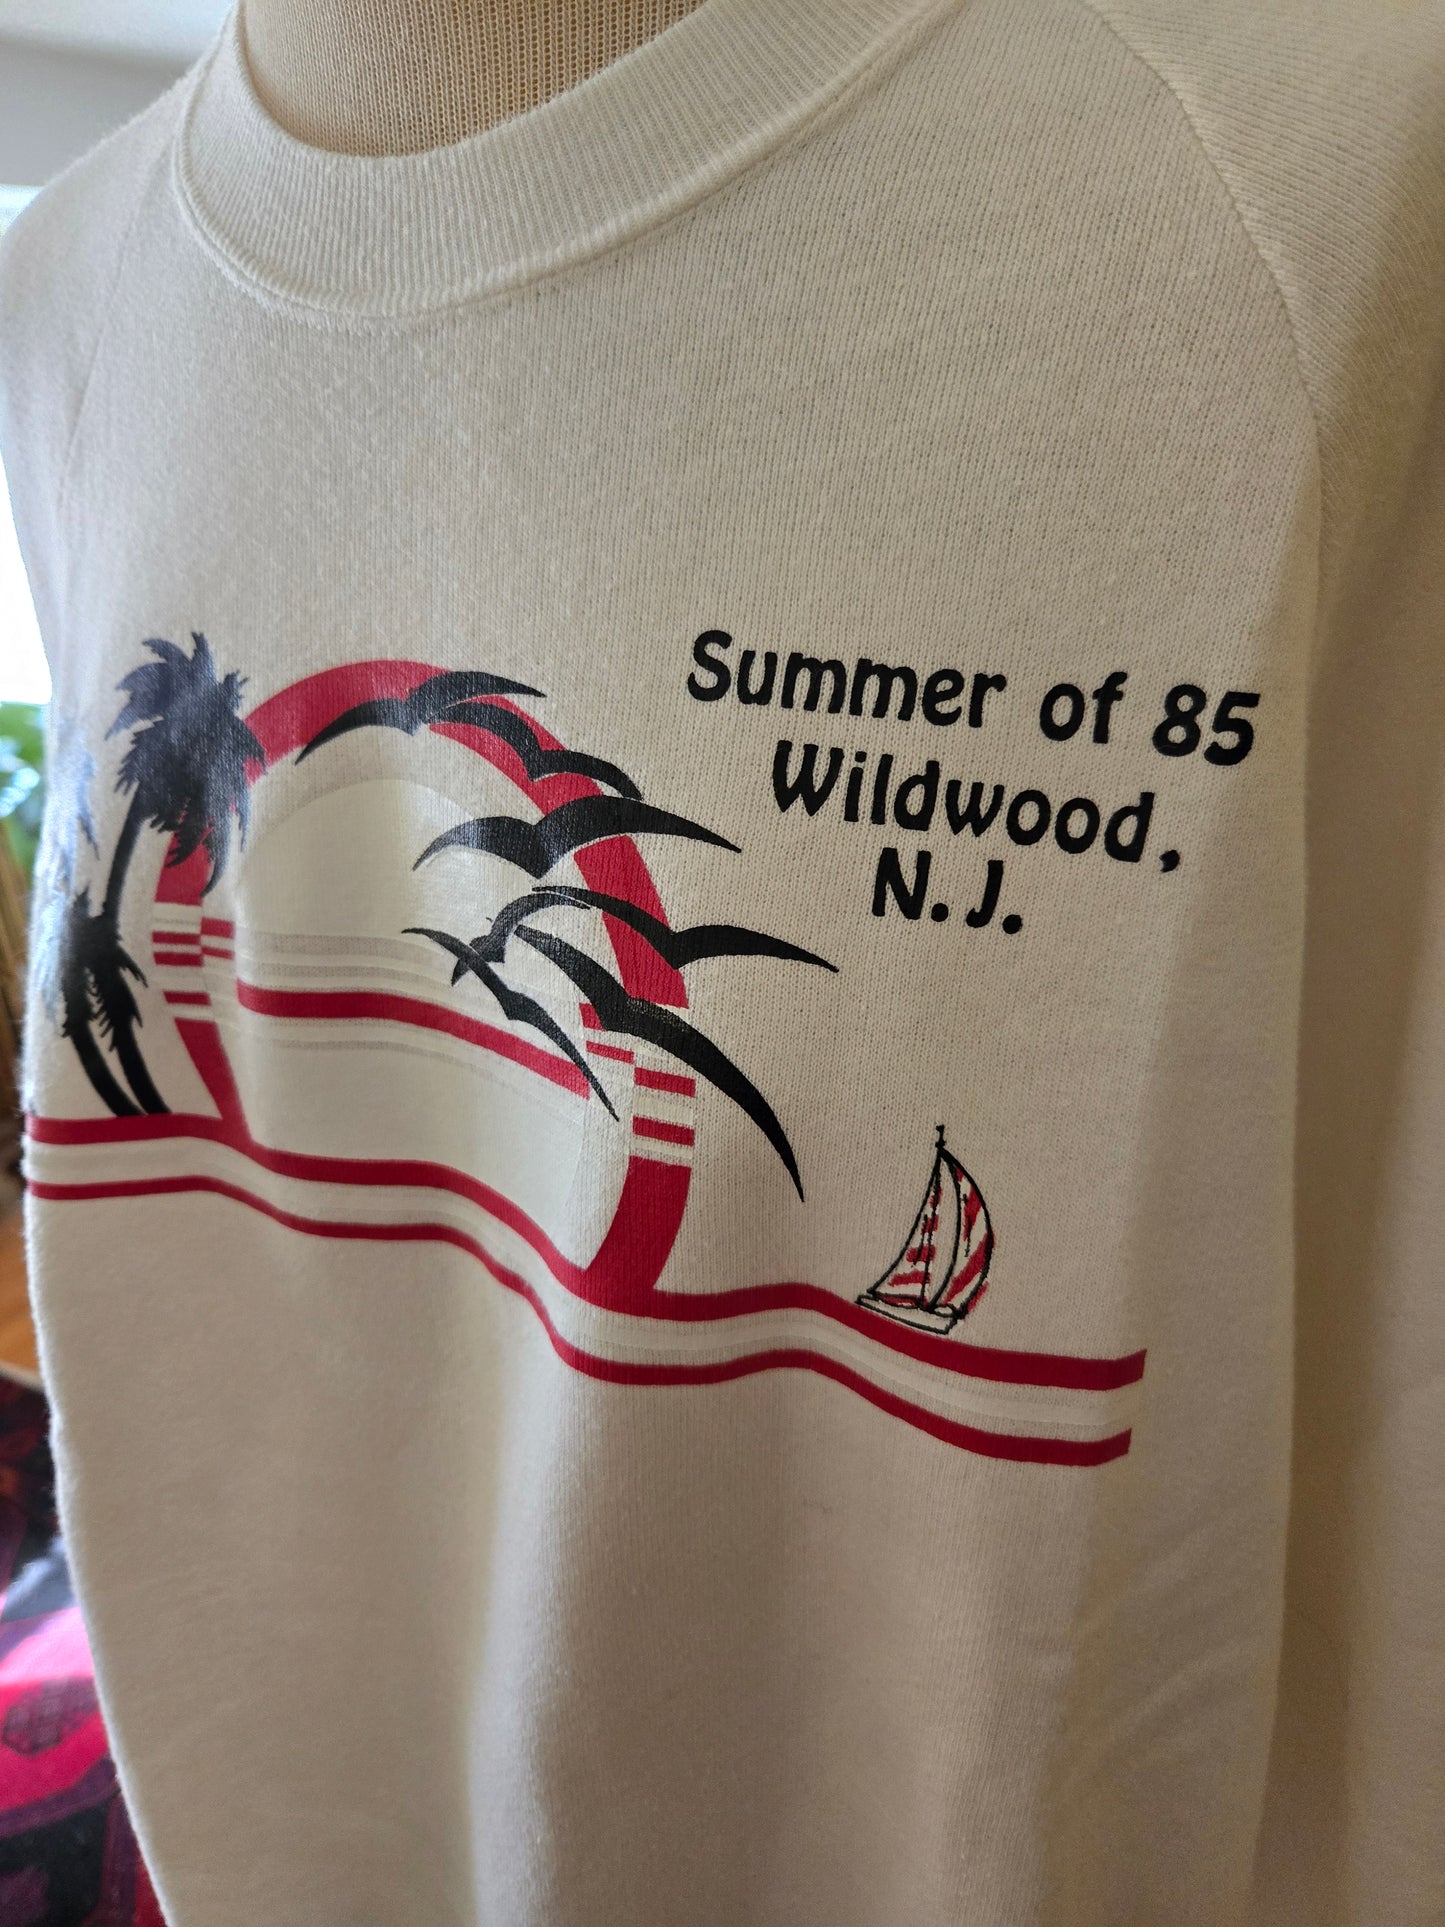 Summer of 85
Wildwood,
N.J.